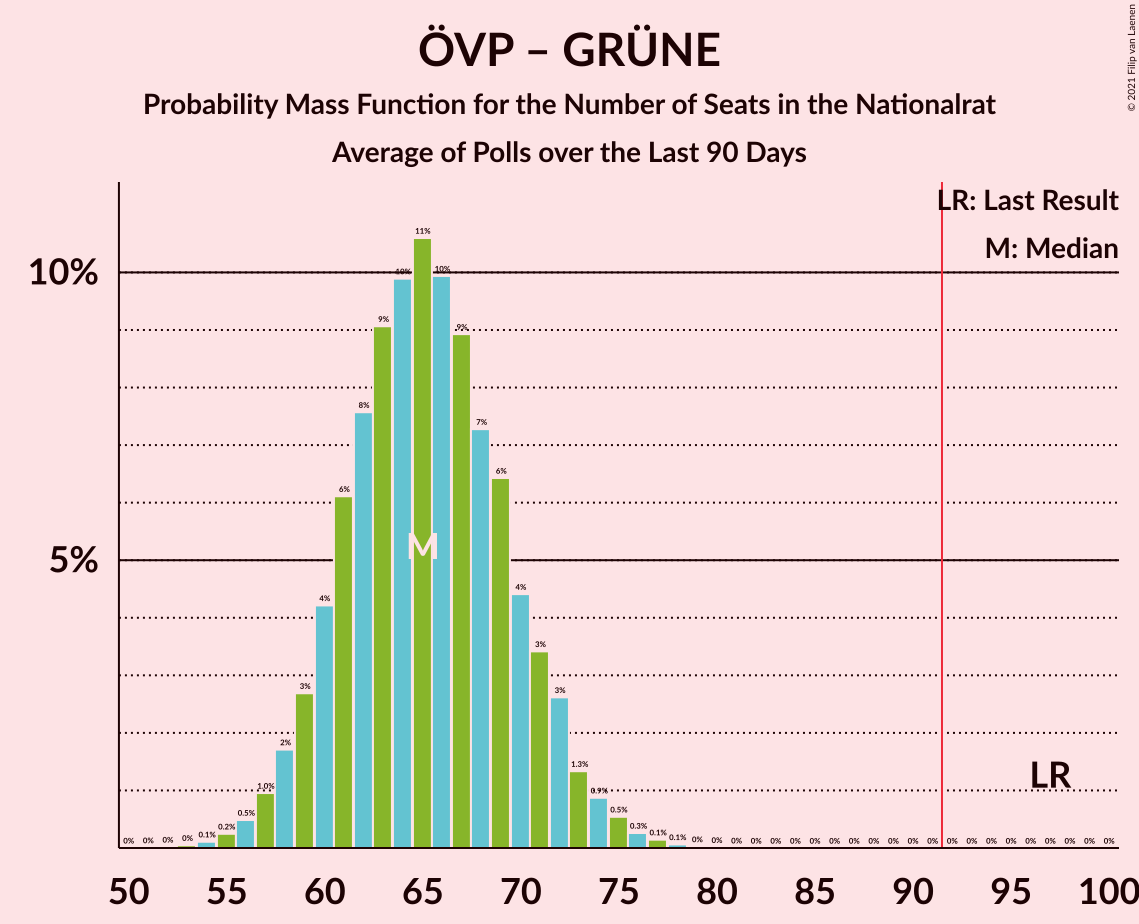 © 2021 Filip van Laenen
ÖVP – GRÜNE
Probability Mass Function for the Number of Seats in the Nationalrat
Average of Polls over the Last 90 Days
LR: Last Result
M: Median
10%
5%
0% 0% 0% 0% 0.1% 0.2% 0.5% 1.0% 2% 3% 4% 6% 8% 9% 10% 11% 10% 9% 7% 6% 4% 3% 3% 1.3% 0.9% 0.5% 0.3% 0.1% 0.1% 0% 0% 0% 0% 0% 0% 0% 0% 0% 0% 0% 0% 0% 0% 0% 0% 0% 0% 0% 0% 0% 0%
M
LR
50 55 60 65 70 75 80 85 90 95 100